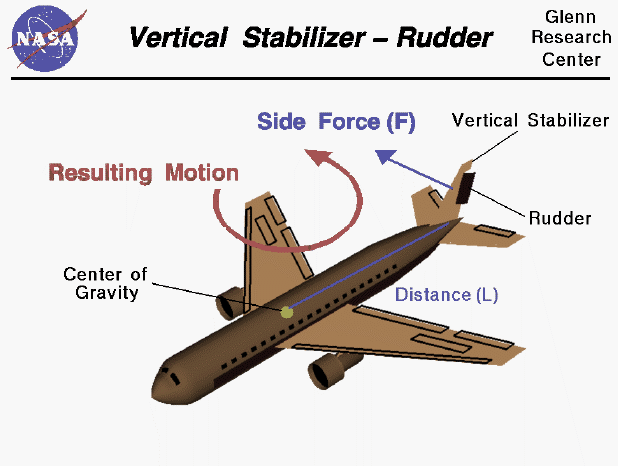 NASA
Vertical Stabilizer – Rudder
Glenn
Research
Center
Side Force (F)
Vertical Stabilizer
Resulting Motion
Rudder
Center of
Gravity
Distance (L)